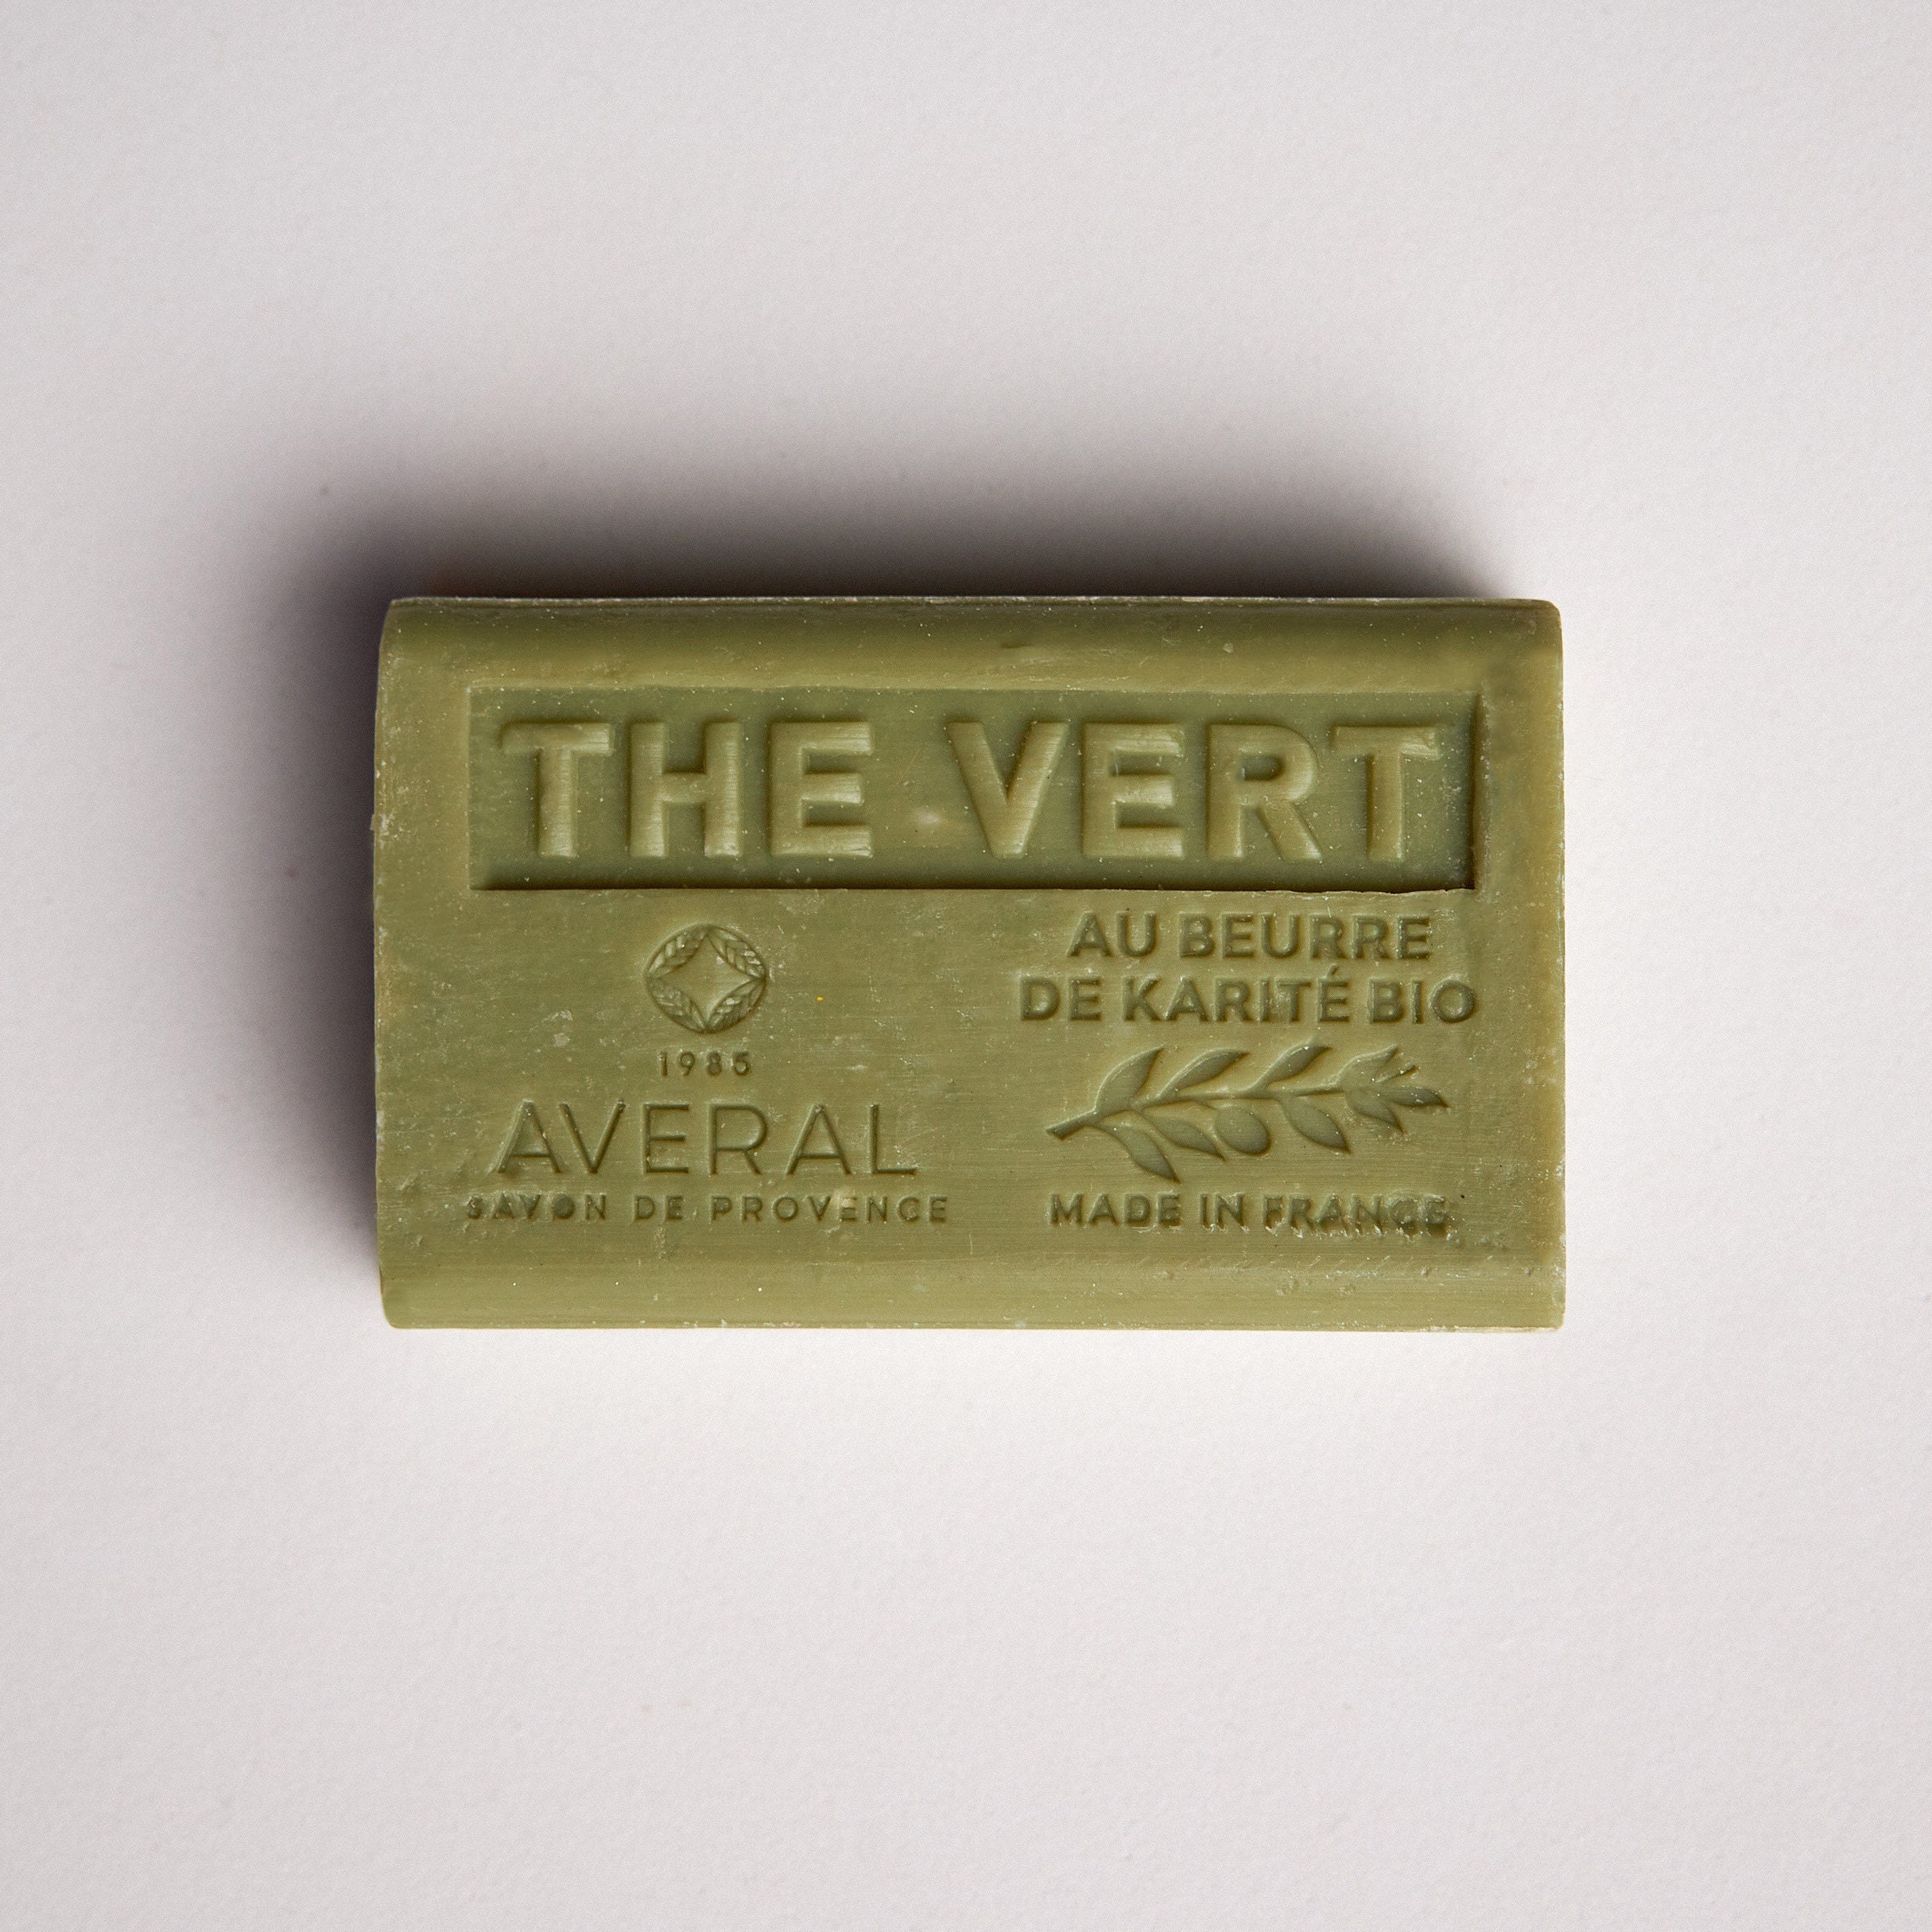 THE VERT
AU BEURRE
DE KARITÉ BIO
1985
AVERAL
SAVON DE PROVENCE
MADE IN FRANCE